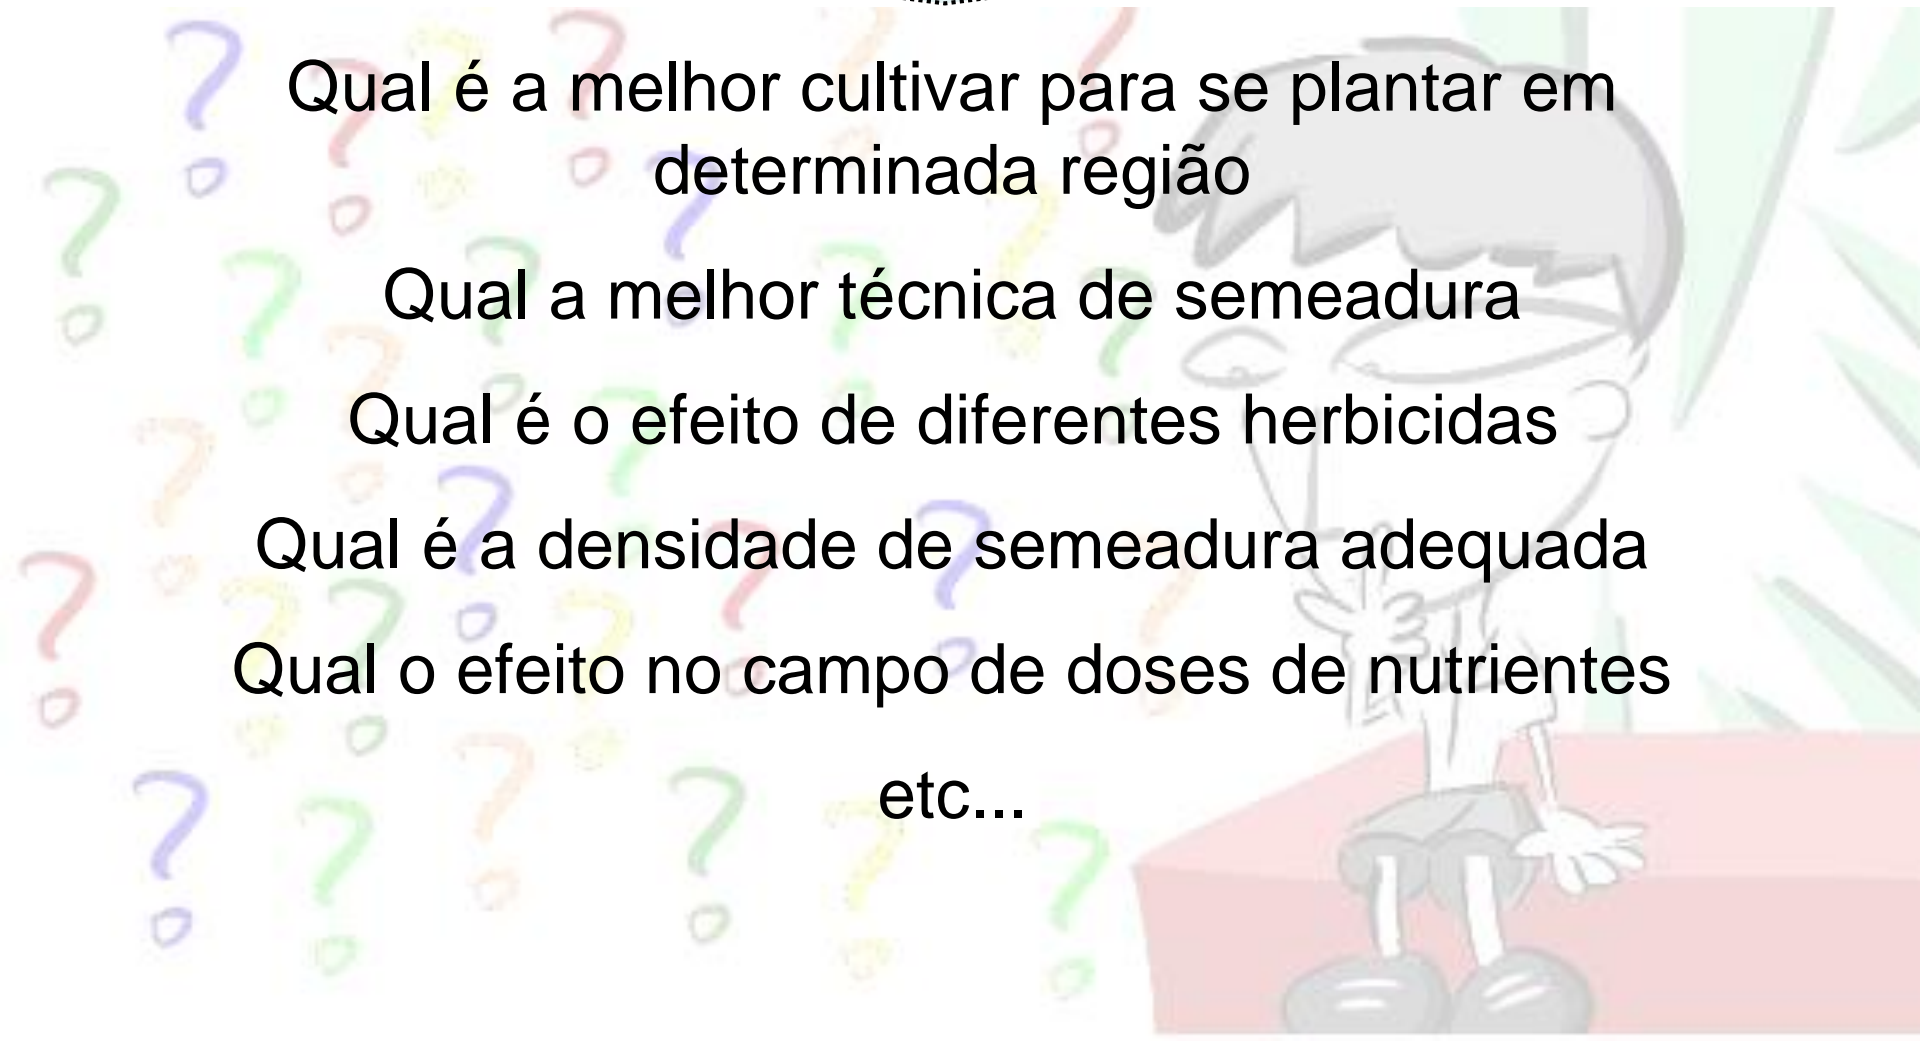 Qual é a melhor cultivar para se plantar em
determinada região
Qual a melhor técnica de semeadura
Qual é o efeito de diferentes herbicidas
Qual é a densidade de semeadura adequada
Qual o efeito no campo de doses de nutrientes
etc...